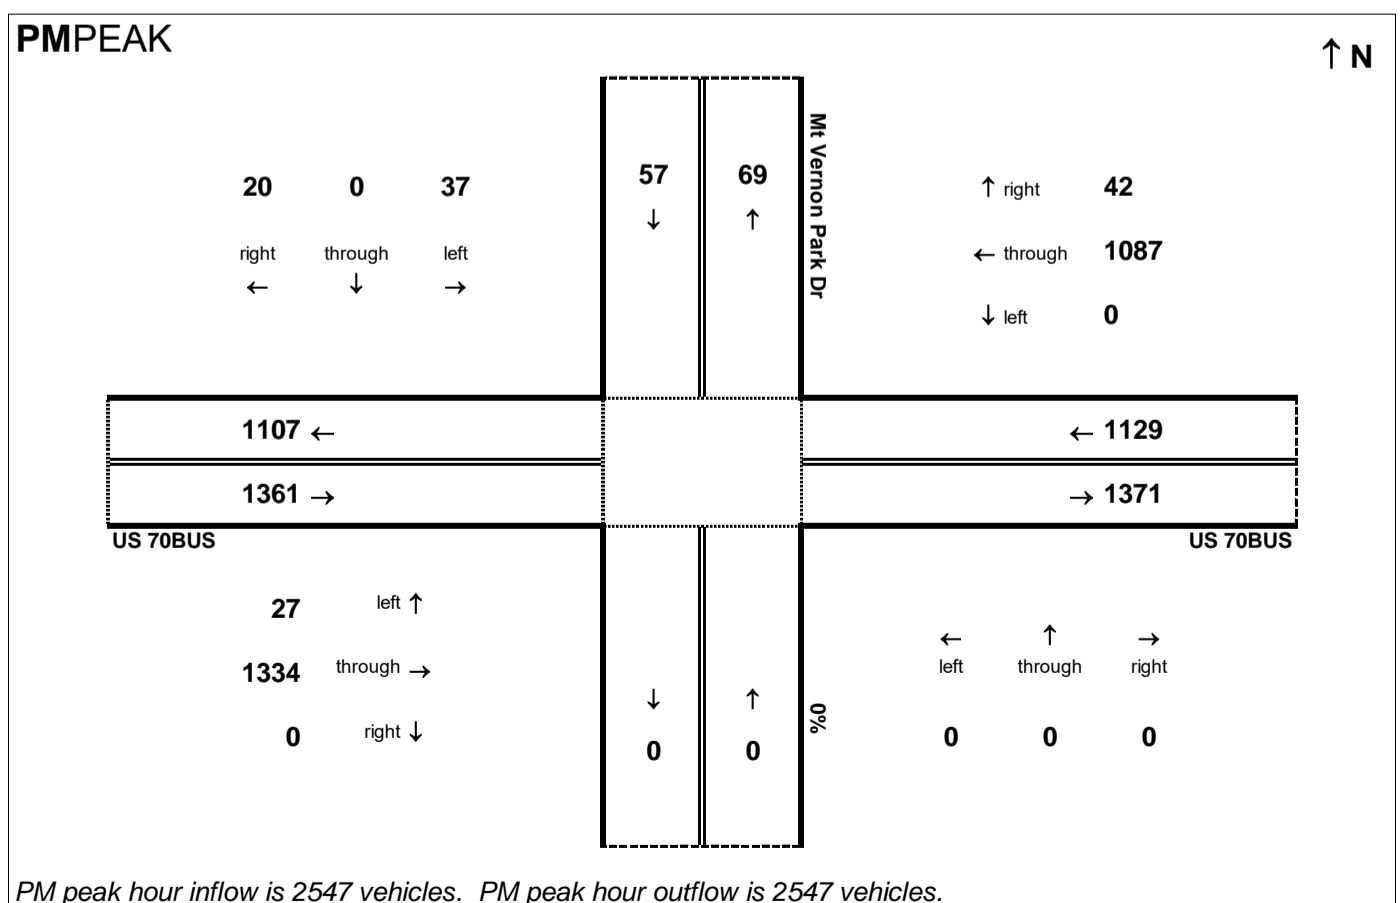 PMPEAK
↑ N
57 69
↓ ↑
Mt Vernon Park Dr
20 0 37
right through left
← ↓ →
↑ right 42
← through 1087
↓ left 0
1107 ←
← 1129
1361 →
→ 1371
US 70BUS
US 70BUS
27 left ↑
1334 through →
0 right ↓
↓ ↑
0 0
0%
← ↑ →
left through right
0 0 0
PM peak hour inflow is 2547 vehicles. PM peak hour outflow is 2547 vehicles.